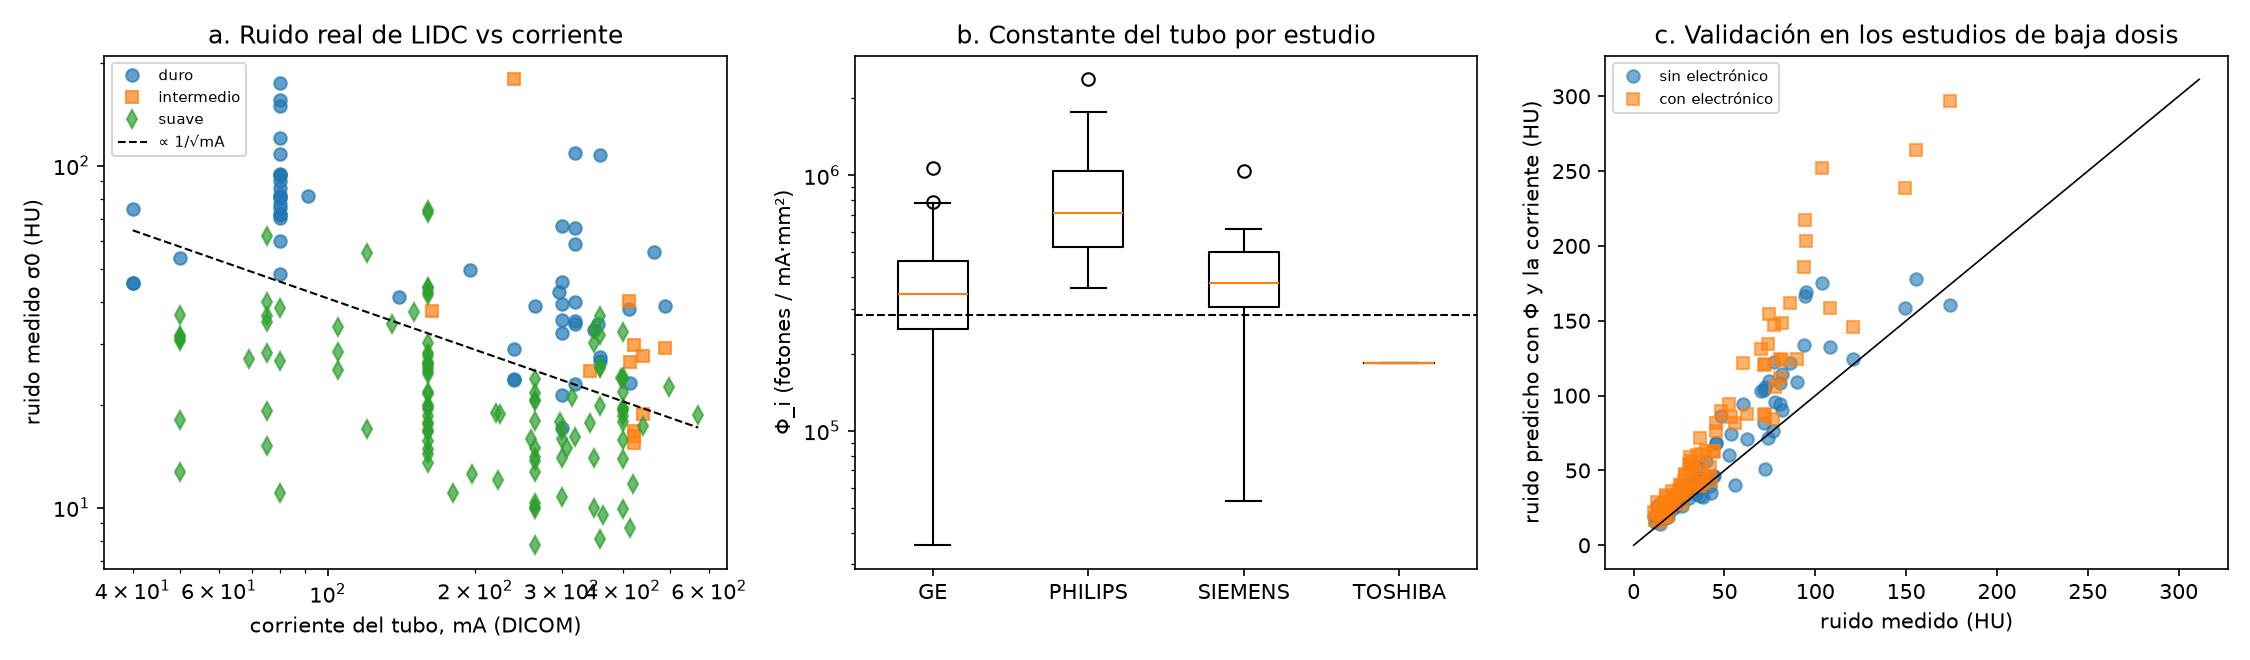 a. Ruido real de LIDC vs corriente
duro
intermedio
suave
∝ 1/√mA
10²
10¹
ruido medido σ0 (HU)
4 × 10¹ 6 × 10¹ 10² 2 × 10² 3 × 10² 4 × 10² 6 × 10²
corriente del tubo, mA (DICOM)
b. Constante del tubo por estudio
10⁶
10⁵
Φ_i (fotones / mA·mm²)
GE PHILIPS SIEMENS TOSHIBA
c. Validación en los estudios de baja dosis
sin electrónico
con electrónico
300
250
200
150
100
50
0
ruido predicho con Φ y la corriente (HU)
0 50 100 150 200 250 300
ruido medido (HU)